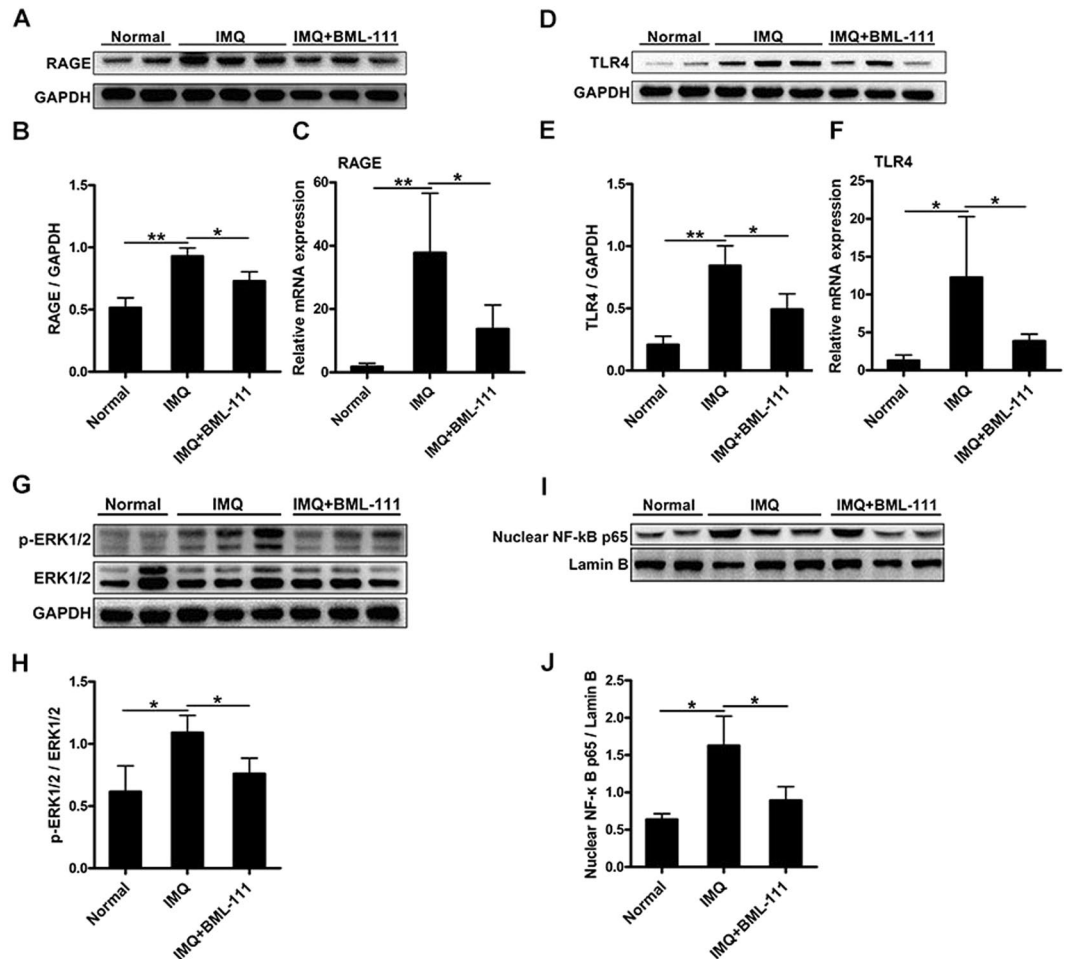 A
Normal IMQ IMQ+BML-111
RAGE
GAPDH
D
Normal IMQ IMQ+BML-111
TLR4
GAPDH
B
RAGE / GAPDH
1.5
1.0
0.5
0.0
** *
Normal IMQ IMQ+BML-111
C
RAGE
Relative mRNA expression
60
40
20
0
** *
Normal IMQ IMQ+BML-111
E
TLR4 / GAPDH
1.5
1.0
0.5
0.0
** *
Normal IMQ IMQ+BML-111
F
TLR4
Relative mRNA expression
25
20
15
10
5
0
* *
Normal IMQ IMQ+BML-111
G
Normal IMQ IMQ+BML-111
p-ERK1/2
ERK1/2
GAPDH
I
Normal IMQ IMQ+BML-111
Nuclear NF-kB p65
Lamin B
H
p-ERK1/2 / ERK1/2
1.5
1.0
0.5
0.0
* *
Normal IMQ IMQ+BML-111
J
Nuclear NF-κ B p65 / Lamin B
2.5
2.0
1.5
1.0
0.5
0.0
* *
Normal IMQ IMQ+BML-111